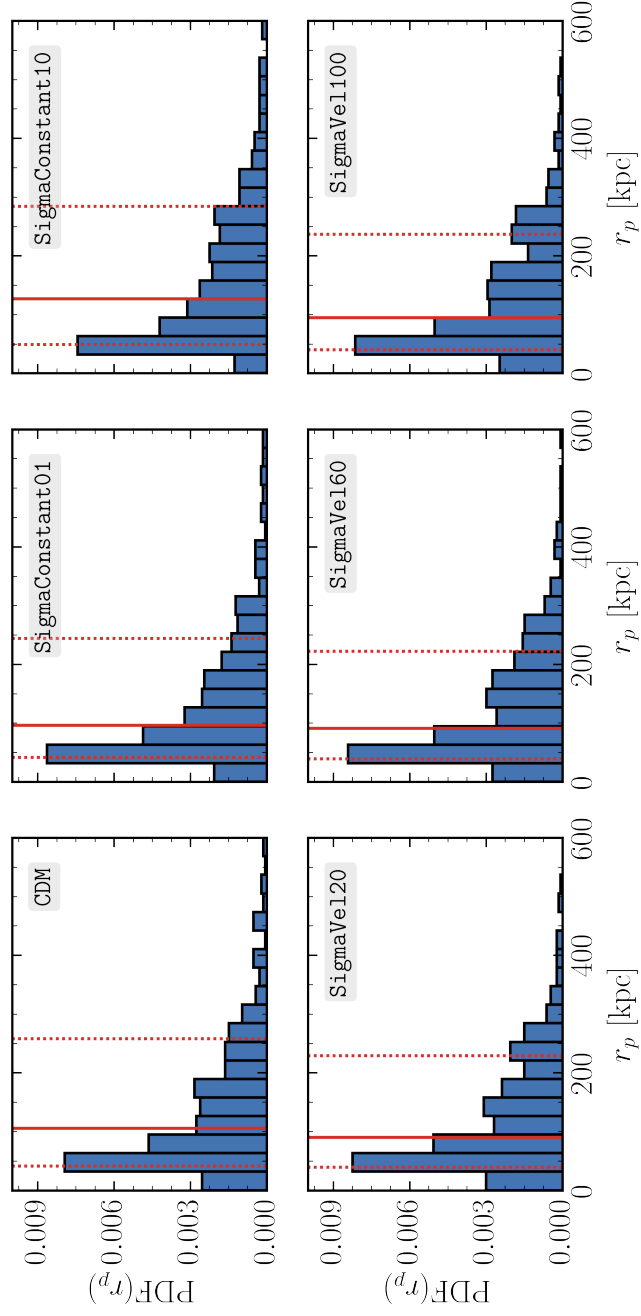 CDM
SigmaConstant01
SigmaConstant10
PDF(r_p)
0.009
0.006
0.003
0.000
SigmaVel20
SigmaVel60
SigmaVel100
PDF(r_p)
0.009
0.006
0.003
0.000
0 200 400 600
0 200 400 600
0 200 400 600
r_p [kpc]
r_p [kpc]
r_p [kpc]